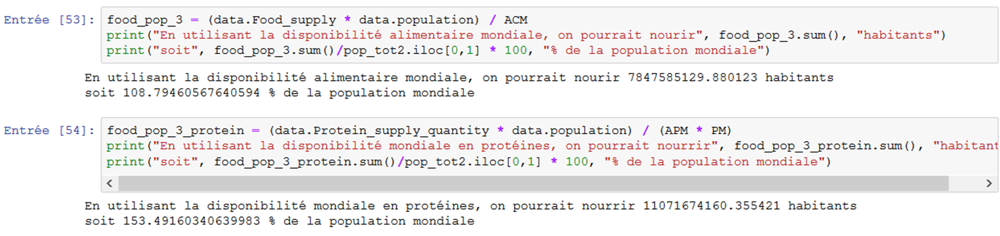 Entrée [53]: food_pop_3 = (data.Food_supply * data.population) / ACM
print("En utilisant la disponibilité alimentaire mondiale, on pourrait nourir", food_pop_3.sum(), "habitants")
print("soit", food_pop_3.sum()/pop_tot2.iloc[0,1] * 100, "% de la population mondiale")
En utilisant la disponibilité alimentaire mondiale, on pourrait nourir 7847585129.880123 habitants
soit 108.79460567640594 % de la population mondiale
Entrée [54]: food_pop_3_protein = (data.Protein_supply_quantity * data.population) / (APM * PM)
print("En utilisant la disponibilité mondiale en protéines, on pourrait nourrir", food_pop_3_protein.sum(), "habitant
print("soit", food_pop_3_protein.sum()/pop_tot2.iloc[0,1] * 100, "% de la population mondiale")
En utilisant la disponibilité mondiale en protéines, on pourrait nourrir 11071674160.355421 habitants
soit 153.49160340639983 % de la population mondiale